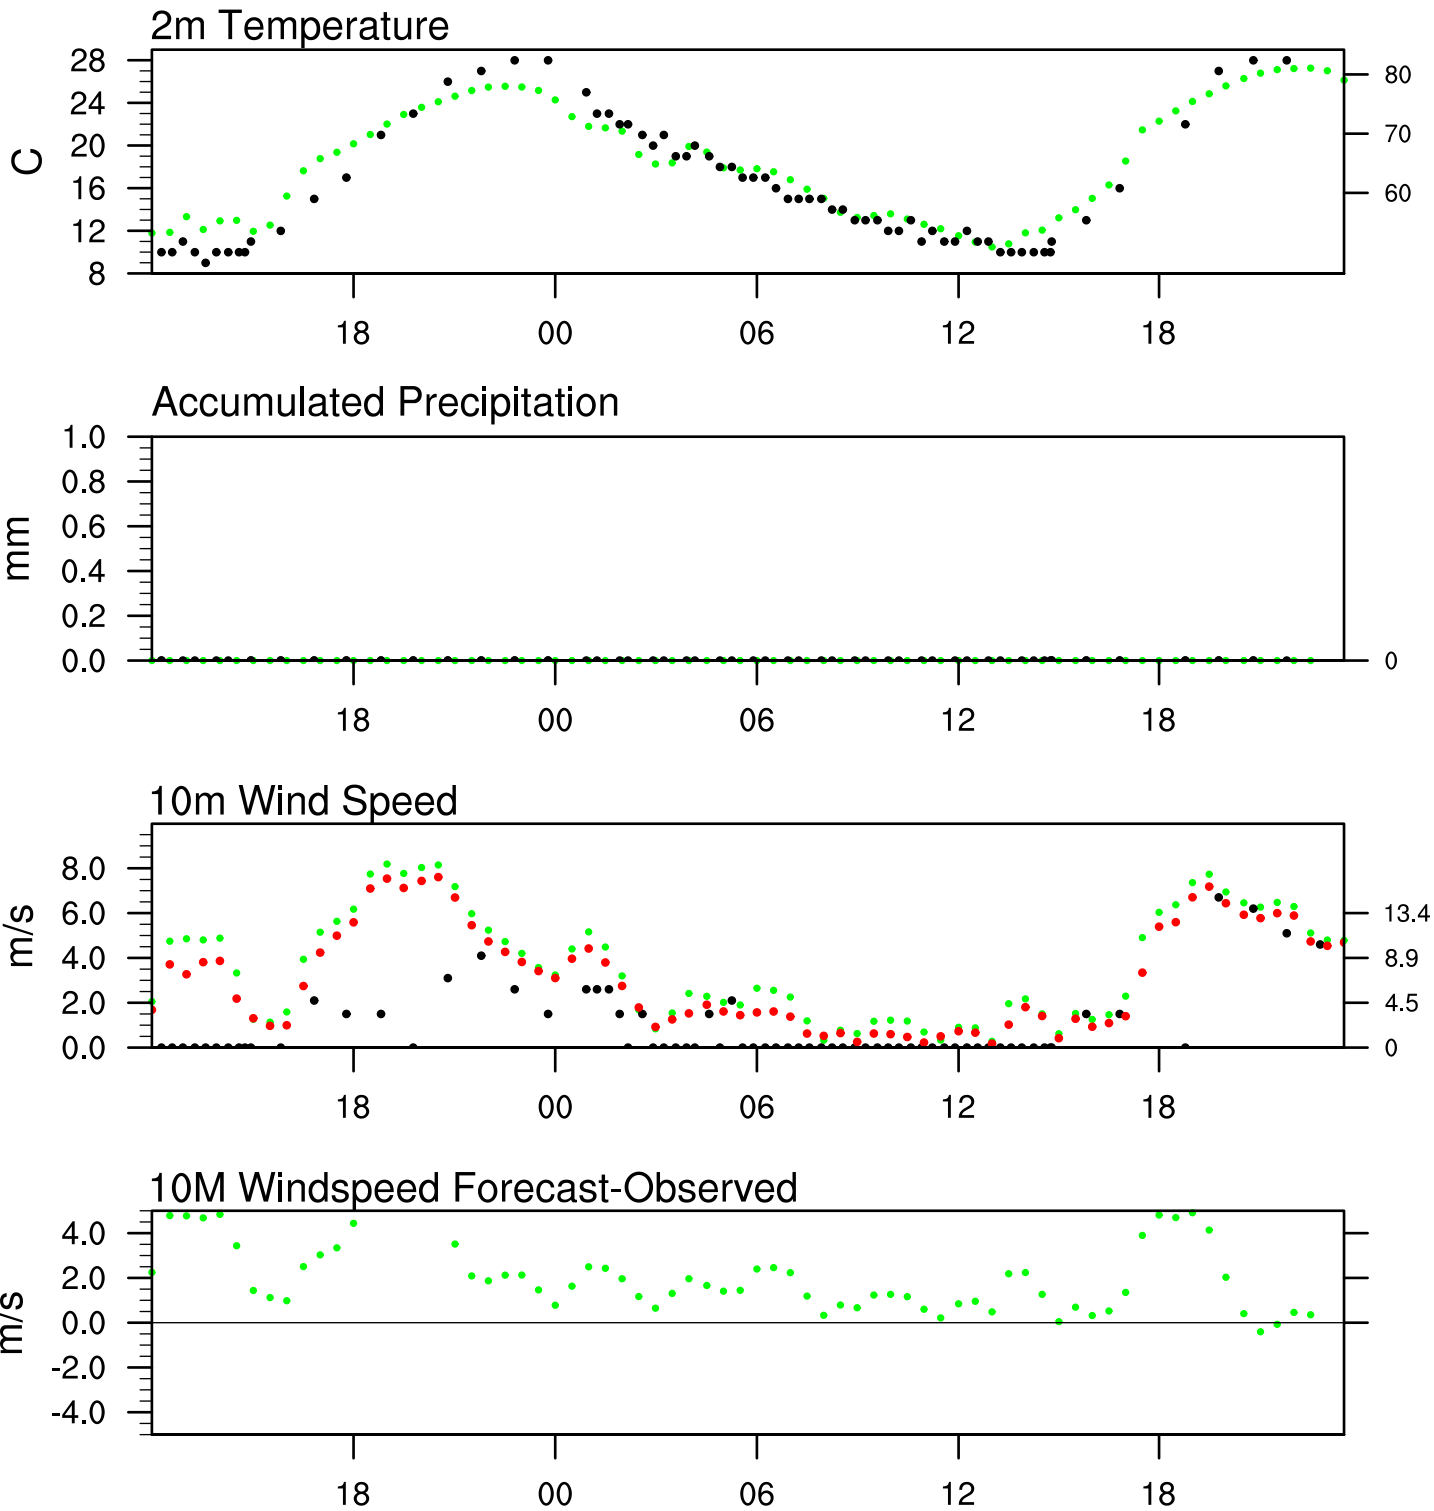 2m Temperature
28
24
20
16
12
8
C
80
70
60
18 00 06 12 18
Accumulated Precipitation
1.0
0.8
0.6
0.4
0.2
0.0
mm
0
18 00 06 12 18
10m Wind Speed
8.0
6.0
4.0
2.0
0.0
m/s
13.4
8.9
4.5
0
18 00 06 12 18
10M Windspeed Forecast-Observed
4.0
2.0
0.0
-2.0
-4.0
m/s
18 00 06 12 18